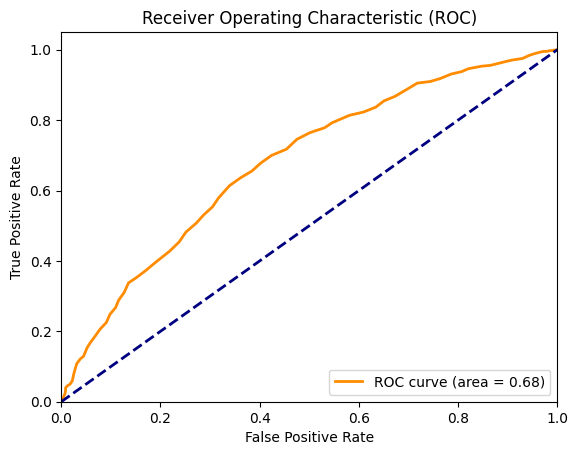 Receiver Operating Characteristic (ROC)
True Positive Rate
1.0
0.8
0.6
0.4
0.2
0.0
0.0 0.2 0.4 0.6 0.8 1.0
False Positive Rate
ROC curve (area = 0.68)